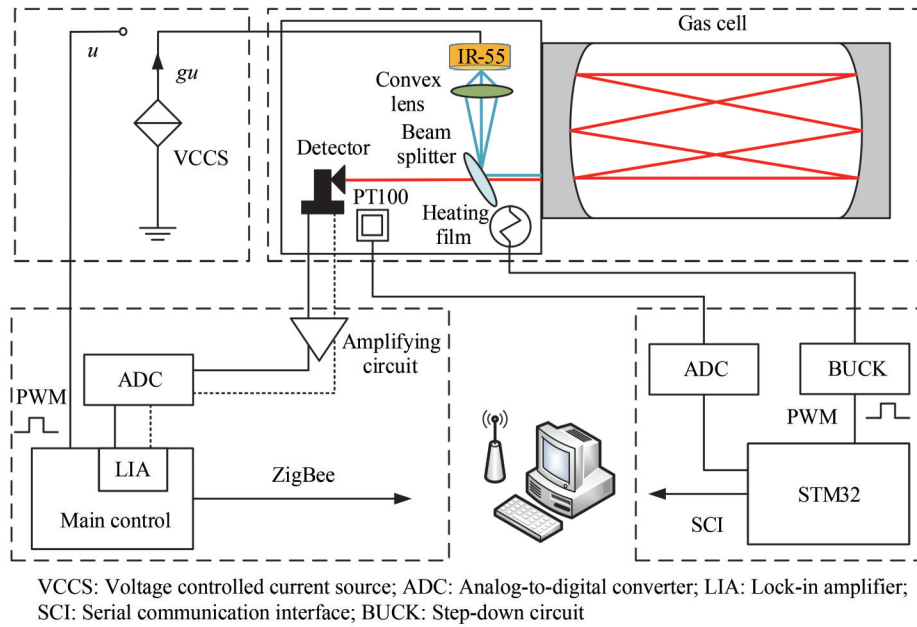 Gas cell
u
gu
VCCS
IR-55
Convex
lens
Beam
splitter
Detector
PT100
Heating
film
Amplifying
circuit
ADC
PWM
LIA
Main control
ZigBee
ADC
BUCK
PWM
STM32
SCI
VCCS: Voltage controlled current source; ADC: Analog-to-digital converter; LIA: Lock-in amplifier;
SCI: Serial communication interface; BUCK: Step-down circuit